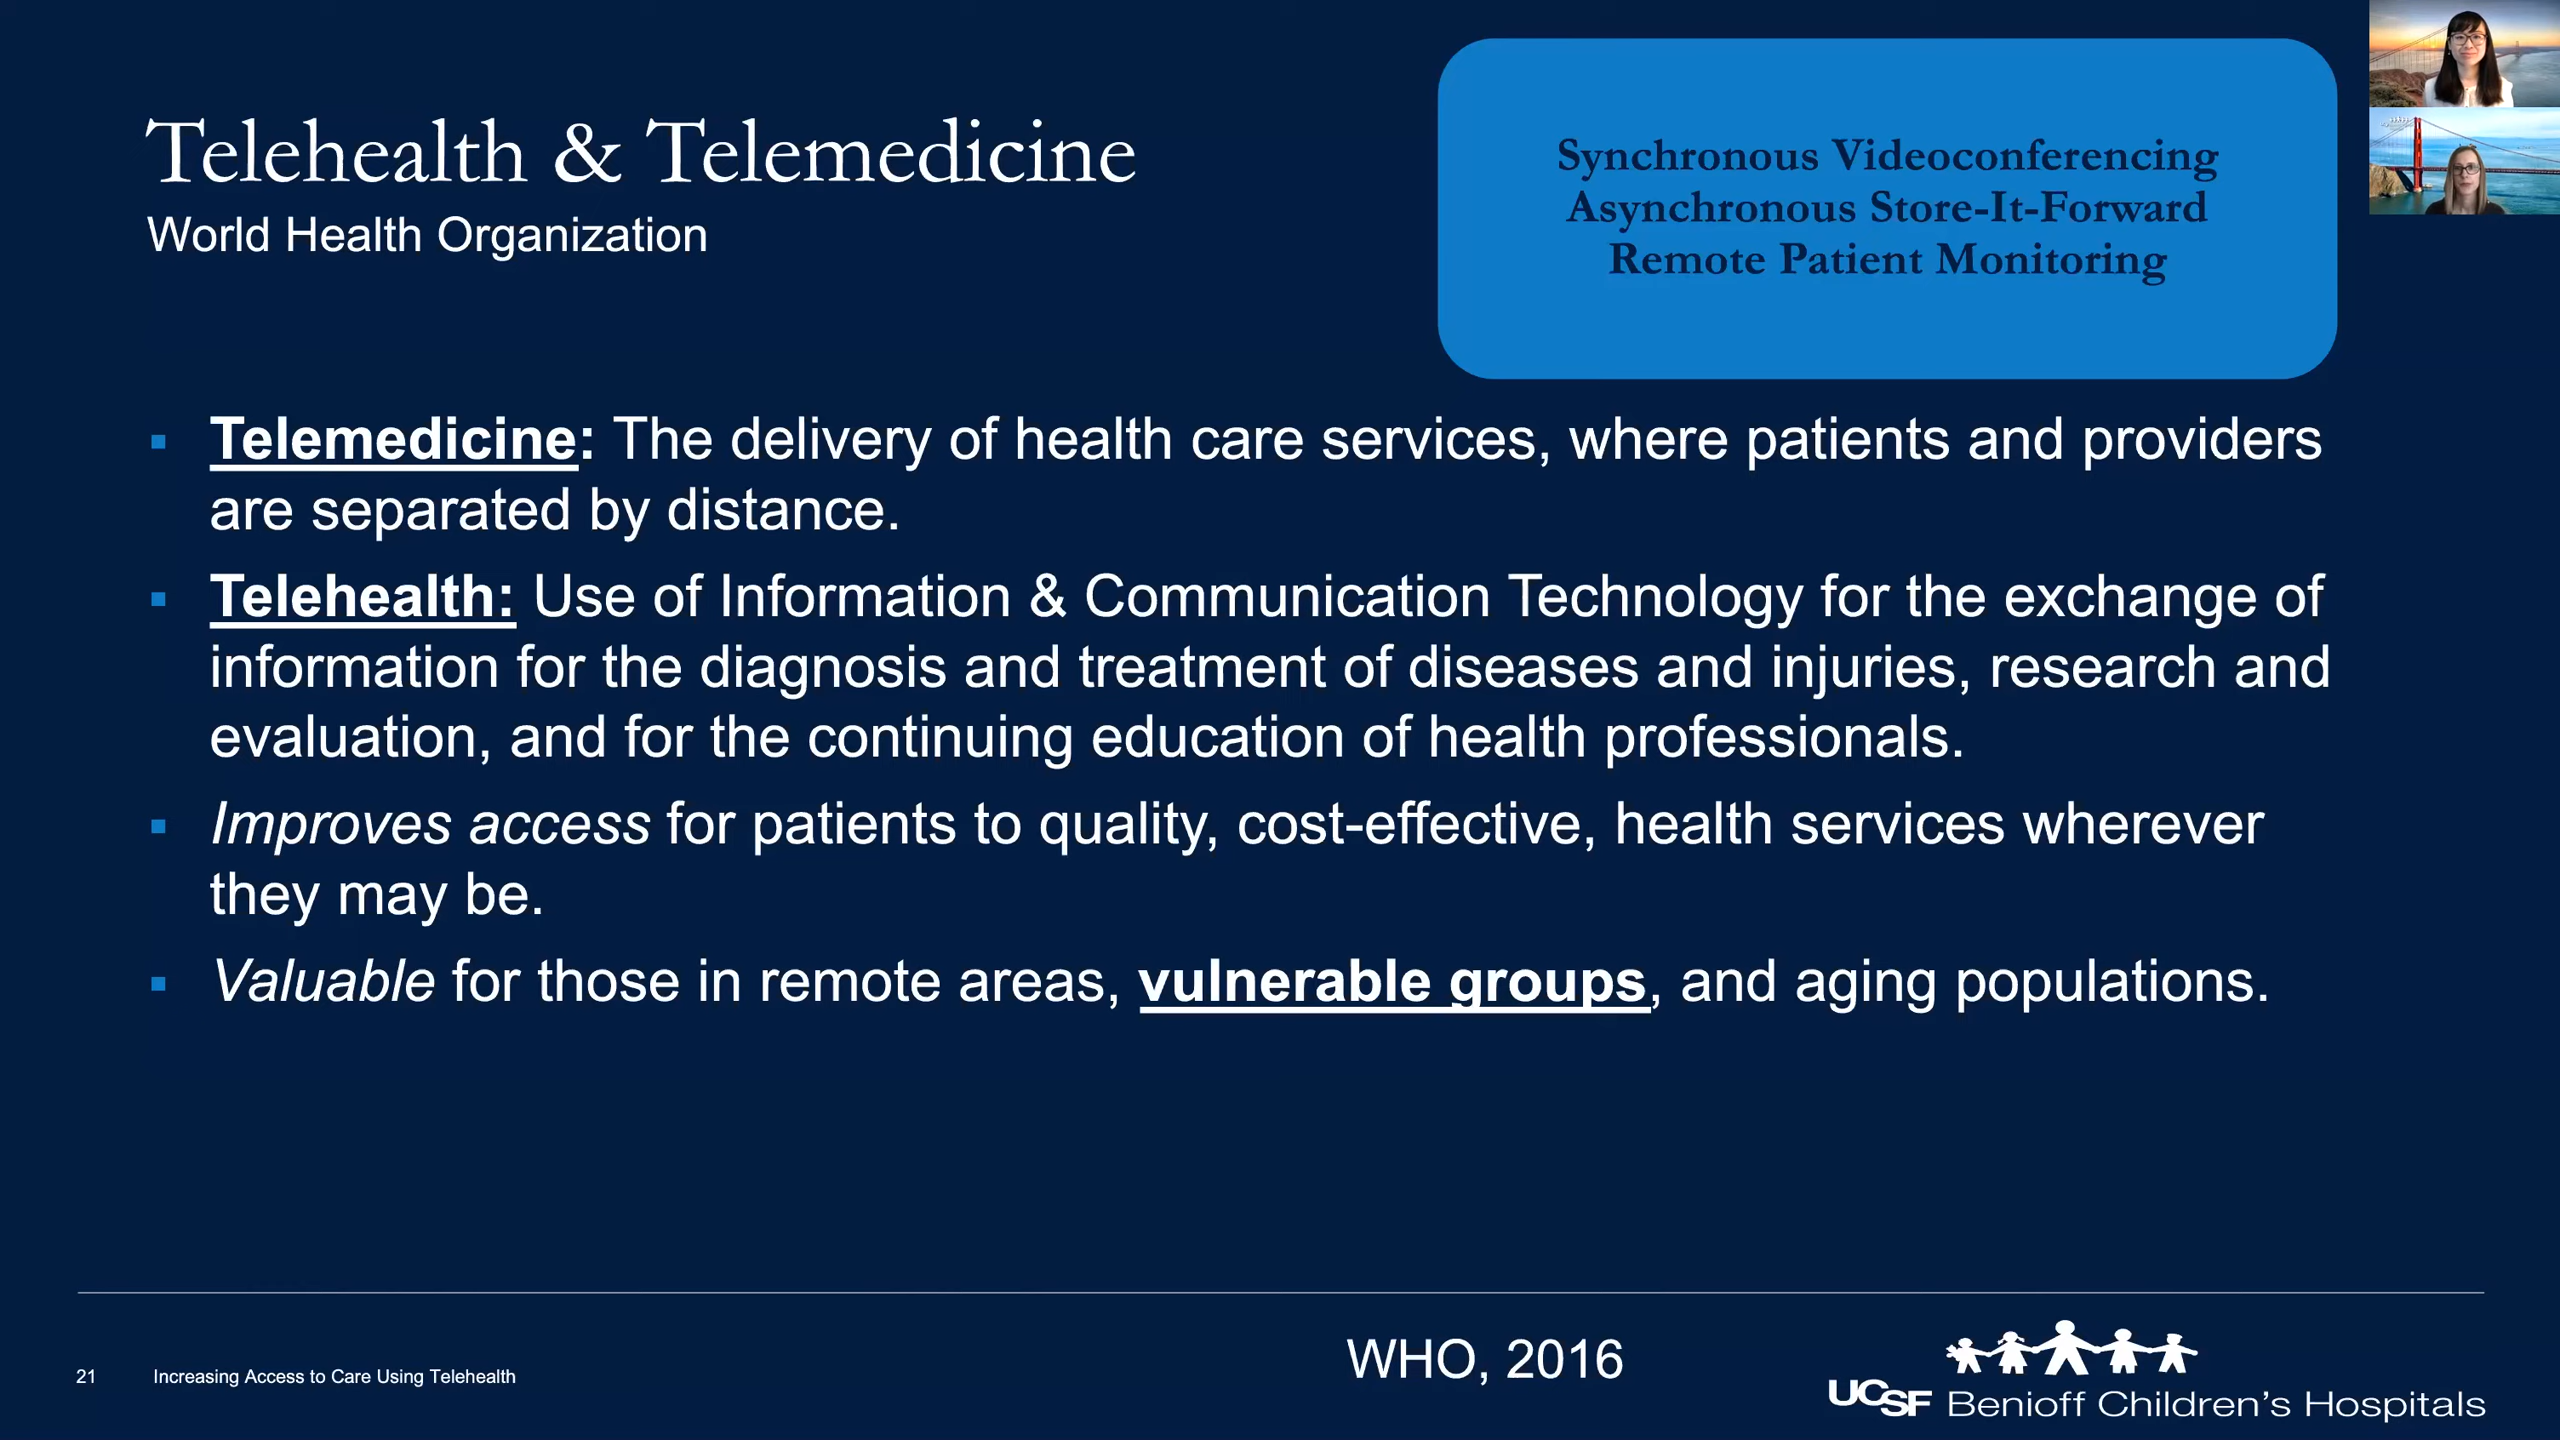 Telehealth & Telemedicine
World Health Organization
Synchronous Videoconferencing
Asynchronous Store-It-Forward
Remote Patient Monitoring
Telemedicine: The delivery of health care services, where patients and providers
are separated by distance.
Telehealth: Use of Information & Communication Technology for the exchange of
information for the diagnosis and treatment of diseases and injuries, research and
evaluation, and for the continuing education of health professionals.
Improves access for patients to quality, cost-effective, health services wherever
they may be.
Valuable for those in remote areas, vulnerable groups, and aging populations.
21 Increasing Access to Care Using Telehealth
WHO, 2016
UCSF Benioff Children's Hospitals